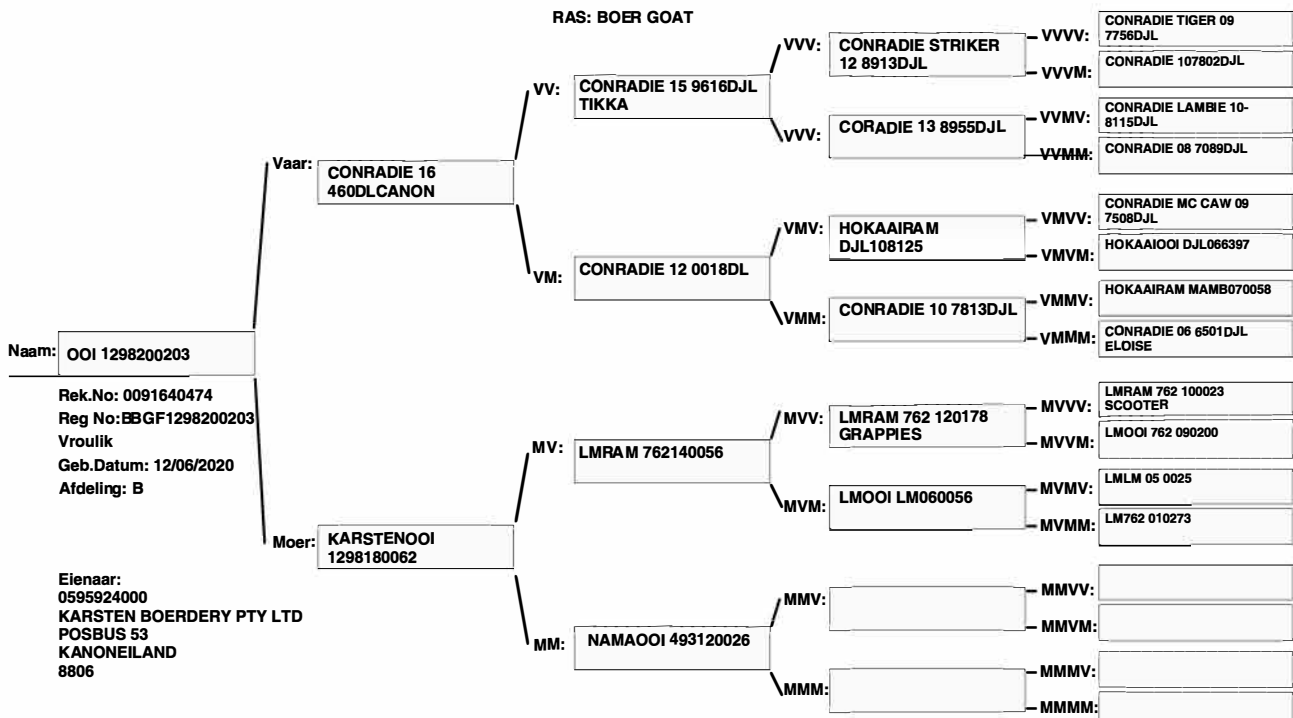 RAS: BOER GOAT
Naam: OOI 1298200203
Rek.No: 0091640474
Reg No:BBGF1298200203
Vroulik
Geb.Datum: 12/06/2020
Afdeling: B
Eienaar:
0595924000
KARSTEN BOERDERY PTY LTD
POSBUS 53
KANONEILAND
8806
Vaar: CONRADIE 16
460DLCANON
Moer: KARSTENOOI
1298180062
VV: CONRADIE 15 9616DJL
TIKKA
VM: CONRADIE 12 0018DL
MV: LMRAM 762140056
MM: NAMAOOI 493120026
VVV: CONRADIE STRIKER
12 8913DJL
VVV: CORADIE 13 8955DJL
VMV: HOKAAIRAM
DJL108125
VMM: CONRADIE 10 7813DJL
MVV: LMRAM 762 120178
GRAPPIES
MVM: LMOOI LM060056
MMV:
MMM:
VVVV: CONRADIE TIGER 09
7756DJL
VVVM: CONRADIE 107802DJL
VVMV: CONRADIE LAMBIE 10-
8115DJL
VVMM: CONRADIE 08 7089DJL
VMVV: CONRADIE MC CAW 09
7508DJL
VMVM: HOKAAIOOI DJL066397
VMMV: HOKAAIRAM MAMB070058
VMMM: CONRADIE 06 6501DJL
ELOISE
MVVV: LMRAM 762 100023
SCOOTER
MVVM: LMOOI 762 090200
MVMV: LMLM 05 0025
MVMM: LM762 010273
MMVV:
MMVM:
MMMV:
MMMM: